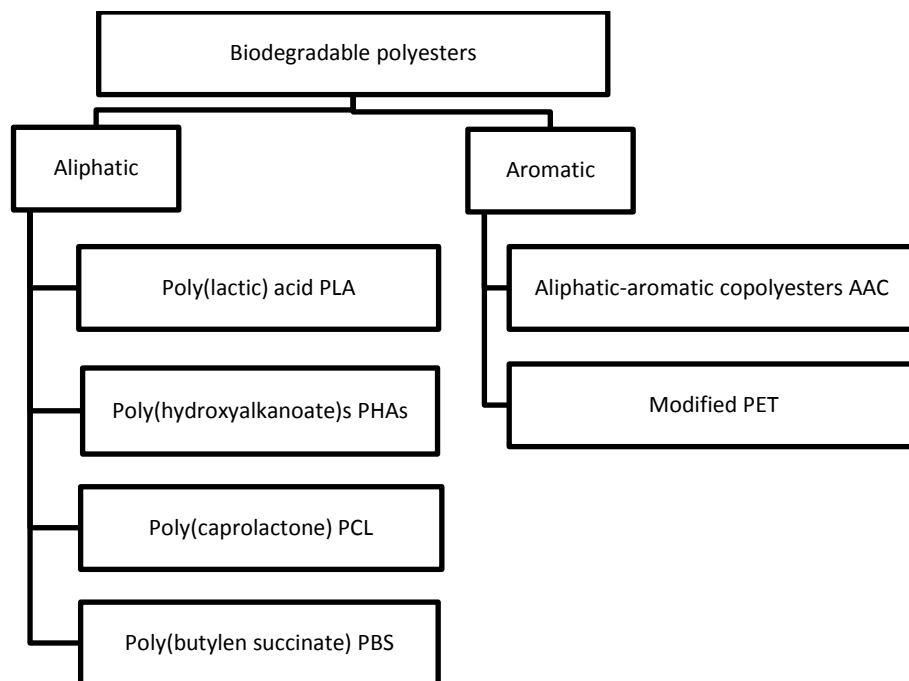 Biodegradable polyesters
Aliphatic
Aromatic
Poly(lactic) acid PLA
Poly(hydroxyalkanoate)s PHAs
Poly(caprolactone) PCL
Poly(butylen succinate) PBS
Aliphatic-aromatic copolyesters AAC
Modified PET